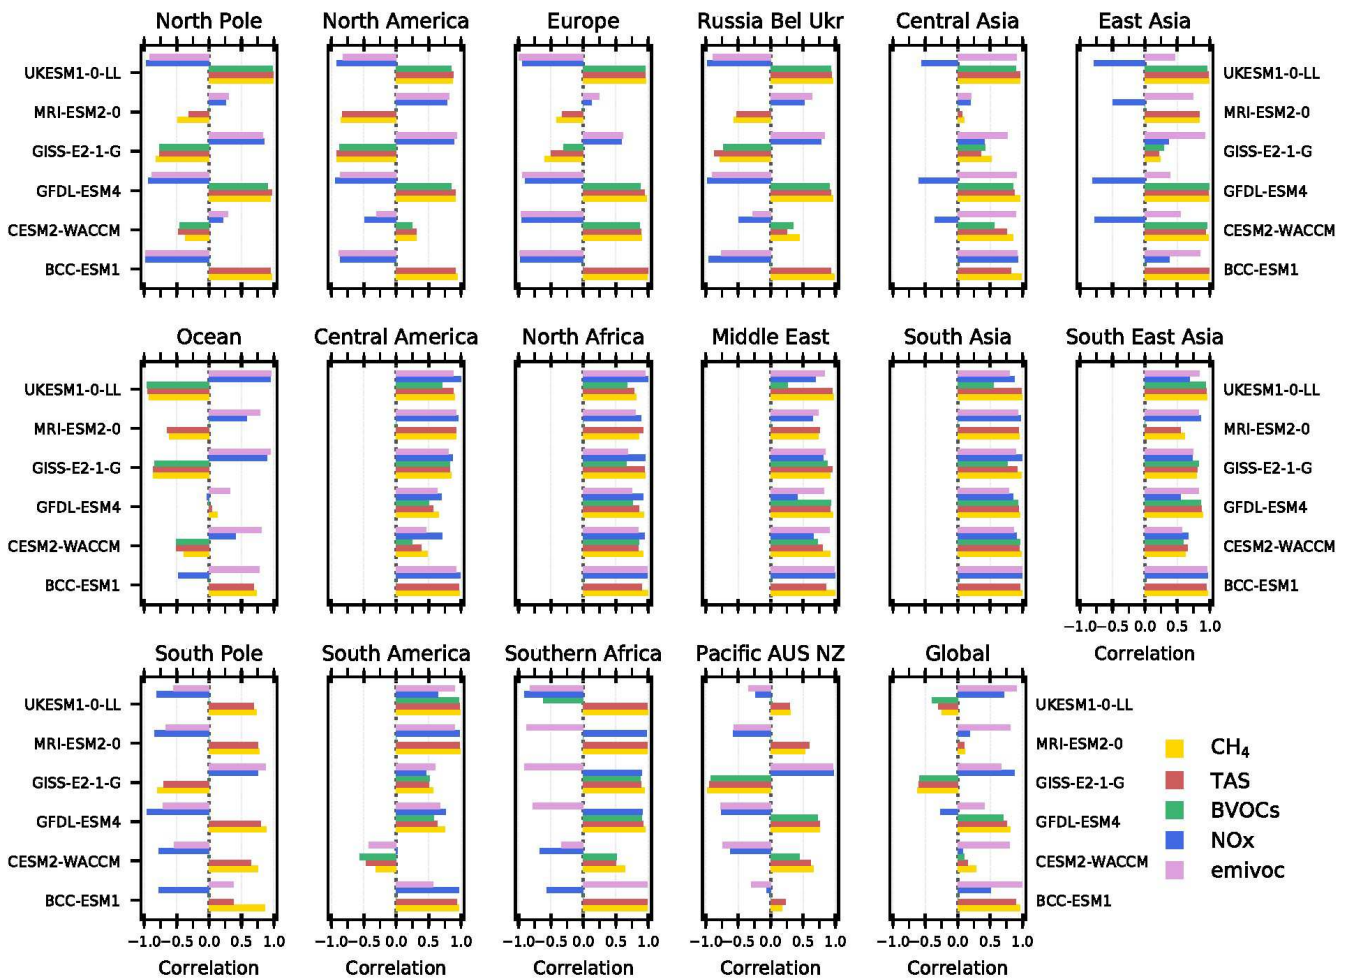 North Pole North America Europe Russia Bel Ukr Central Asia East Asia
UKESM1-0-LL UKESM1-0-LL
MRI-ESM2-0 MRI-ESM2-0
GISS-E2-1-G GISS-E2-1-G
GFDL-ESM4 GFDL-ESM4
CESM2-WACCM CESM2-WACCM
BCC-ESM1 BCC-ESM1
Ocean Central America North Africa Middle East South Asia South East Asia
UKESM1-0-LL UKESM1-0-LL
MRI-ESM2-0 MRI-ESM2-0
GISS-E2-1-G GISS-E2-1-G
GFDL-ESM4 GFDL-ESM4
CESM2-WACCM CESM2-WACCM
BCC-ESM1 BCC-ESM1
−1.0−0.5 0.0 0.5 1.0
Correlation
South Pole South America Southern Africa Pacific AUS NZ Global
UKESM1-0-LL UKESM1-0-LL
MRI-ESM2-0 MRI-ESM2-0
GISS-E2-1-G GISS-E2-1-G
GFDL-ESM4 GFDL-ESM4
CESM2-WACCM CESM2-WACCM
BCC-ESM1 BCC-ESM1
CH₄
TAS
BVOCs
NOx
emivoc
−1.0−0.5 0.0 0.5 1.0 −1.0−0.5 0.0 0.5 1.0 −1.0−0.5 0.0 0.5 1.0 −1.0−0.5 0.0 0.5 1.0 −1.0−0.5 0.0 0.5 1.0
Correlation Correlation Correlation Correlation Correlation